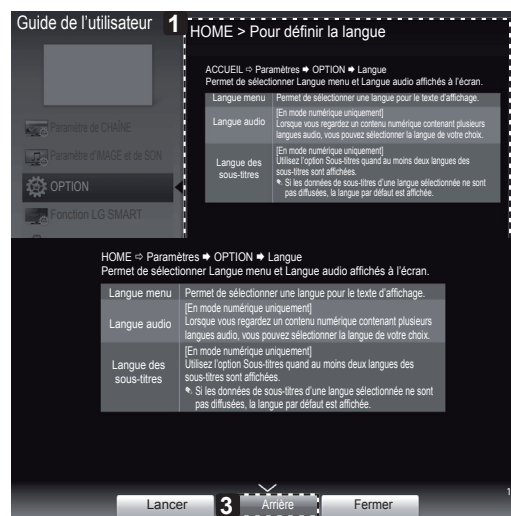 Guide de l'utilisateur
1
HOME > Pour définir la langue
ACCUEIL ⇨ Paramètres ➡ OPTION ➡ Langue
Permet de sélectionner Langue menu et Langue audio affichés à l'écran.
Langue menu Permet de sélectionner une langue pour le texte d'affichage.
Langue audio
[En mode numérique uniquement]
Lorsque vous regardez un contenu numérique contenant plusieurs
langues audio, vous pouvez sélectionner la langue de votre choix.
Langue des
sous-titres
[En mode numérique uniquement]
Utilisez l'option Sous-titres quand au moins deux langues des
sous-titres sont affichées.
Si les données de sous-titres d'une langue sélectionnée ne sont
pas diffusées, la langue par défaut est affichée.
Paramètre de CHAÎNE
Paramètre d'IMAGE et de SON
OPTION
Fonction LG SMART
HOME ⇨ Paramètres ➡ OPTION ➡ Langue
Permet de sélectionner Langue menu et Langue audio affichés à l'écran.
Langue menu Permet de sélectionner une langue pour le texte d'affichage.
Langue audio
[En mode numérique uniquement]
Lorsque vous regardez un contenu numérique contenant plusieurs
langues audio, vous pouvez sélectionner la langue de votre choix.
Langue des
sous-titres
[En mode numérique uniquement]
Utilisez l'option Sous-titres quand au moins deux langues des
sous-titres sont affichées.
Si les données de sous-titres d'une langue sélectionnée ne sont
pas diffusées, la langue par défaut est affichée.
1
Lancer 3 Arrière Fermer